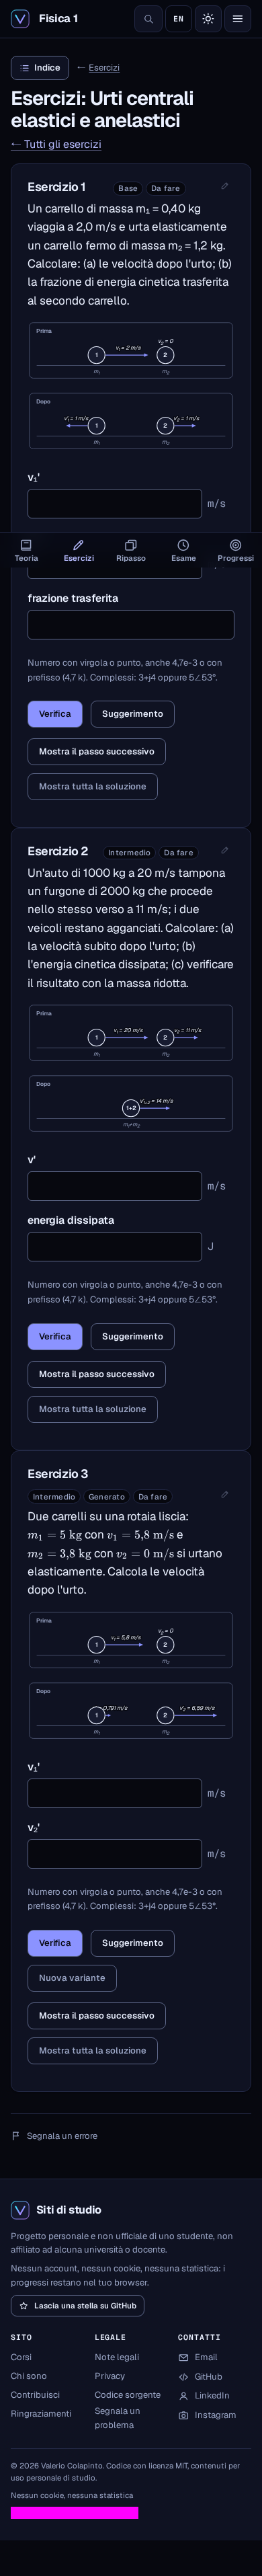 Fisica 1
EN
Indice
← Esercizi
Esercizi: Urti centrali
elastici e anelastici
← Tutti gli esercizi
Esercizio 1
Base
Da fare
Un carrello di massa m₁ = 0,40 kg
viaggia a 2,0 m/s e urta elasticamente
un carrello fermo di massa m₂ = 1,2 kg.
Calcolare: (a) le velocità dopo l'urto; (b)
la frazione di energia cinetica trasferita
al secondo carrello.
Prima
v₁ = 2 m/s
v₂ = 0
1
2
m₁
m₂
Dopo
v'₁ = 1 m/s
v'₂ = 1 m/s
1
2
m₁
m₂
v₁'
m/s
Teoria
Esercizi
Ripasso
Esame
Progressi
frazione trasferita
Numero con virgola o punto, anche 4,7e-3 o con
prefisso (4,7 k). Complessi: 3+j4 oppure 5∠53°.
Verifica
Suggerimento
Mostra il passo successivo
Mostra tutta la soluzione
Esercizio 2
Intermedio
Da fare
Un'auto di 1000 kg a 20 m/s tampona
un furgone di 2000 kg che procede
nello stesso verso a 11 m/s; i due
veicoli restano agganciati. Calcolare: (a)
la velocità subito dopo l'urto; (b)
l'energia cinetica dissipata; (c) verificare
il risultato con la massa ridotta.
Prima
v₁ = 20 m/s
v₂ = 11 m/s
1
2
m₁
m₂
Dopo
v'₁,₂ = 14 m/s
1+2
m₁+m₂
v'
m/s
energia dissipata
J
Numero con virgola o punto, anche 4,7e-3 o con
prefisso (4,7 k). Complessi: 3+j4 oppure 5∠53°.
Verifica
Suggerimento
Mostra il passo successivo
Mostra tutta la soluzione
Esercizio 3
Intermedio
Generato
Da fare
Due carrelli su una rotaia liscia:
m₁ = 5 kg con v₁ = 5,8 m/s e
m₂ = 3,8 kg con v₂ = 0 m/s si urtano
elasticamente. Calcola le velocità
dopo l'urto.
Prima
v₁ = 5,8 m/s
v₂ = 0
1
2
m₁
m₂
Dopo
0,791 m/s
v'₂ = 6,59 m/s
1
2
m₁
m₂
v₁'
m/s
v₂'
m/s
Numero con virgola o punto, anche 4,7e-3 o con
prefisso (4,7 k). Complessi: 3+j4 oppure 5∠53°.
Verifica
Suggerimento
Nuova variante
Mostra il passo successivo
Mostra tutta la soluzione
Segnala un errore
Siti di studio
Progetto personale e non ufficiale di uno studente, non
affiliato ad alcuna università o docente.
Nessun account, nessun cookie, nessuna statistica: i
progressi restano nel tuo browser.
Lascia una stella su GitHub
SITO
Corsi
Chi sono
Contribuisci
Ringraziamenti
LEGALE
Note legali
Privacy
Codice sorgente
Segnala un
problema
CONTATTI
Email
GitHub
LinkedIn
Instagram
© 2026 Valerio Colapinto. Codice con licenza MIT, contenuti per
uso personale di studio.
Nessun cookie, nessuna statistica